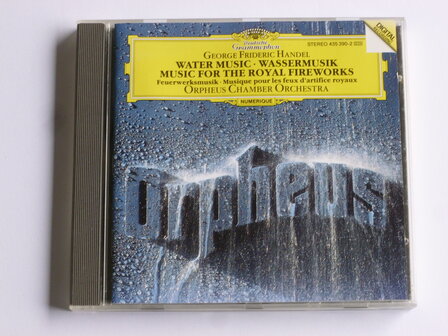 Deutsche
Grammophon
DIGITAL
STEREO 435 390-2
GEORGE FRIDERIC HANDEL
WATER MUSIC · WASSERMUSIK
MUSIC FOR THE ROYAL FIREWORKS
Feuerwerksmusik · Musique pour les feux d'artifice royaux
ORPHEUS CHAMBER ORCHESTRA
NUMERIQUE
Orpheus